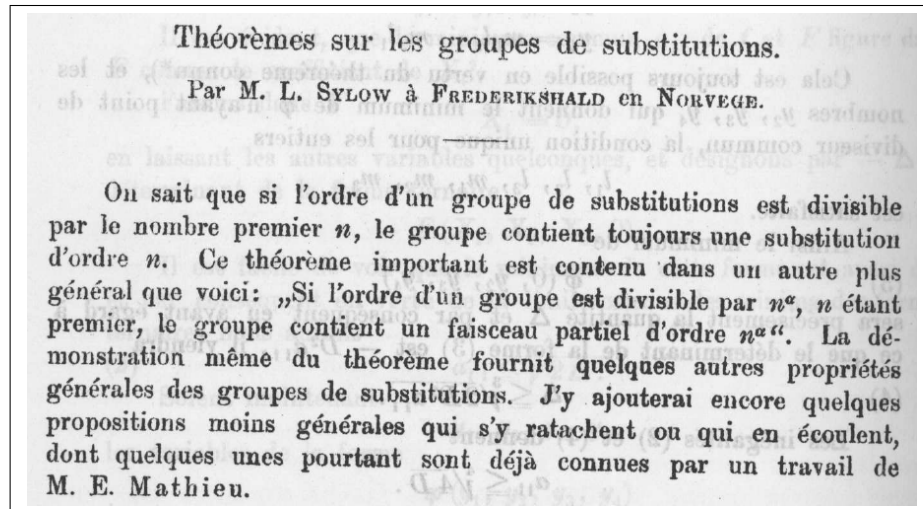 Théorèmes sur les groupes de substitutions.
Par M. L. SYLOW à FREDERIKSHALD en NORVEGE.
On sait que si l'ordre d'un groupe de substitutions est divisible
par le nombre premier n, le groupe contient toujours une substitution
d'ordre n. Ce théorème important est contenu dans un autre plus
général que voici: „Si l'ordre d'un groupe est divisible par nᵅ, n étant
premier, le groupe contient un faisceau partiel d'ordre nᵅ“. La dé-
monstration même du théorème fournit quelques autres propriétés
générales des groupes de substitutions. J'y ajouterai encore quelques
propositions moins générales qui s'y ratachent ou qui en écoulent,
dont quelques unes pourtant sont déjà connues par un travail de
M. E. Mathieu.